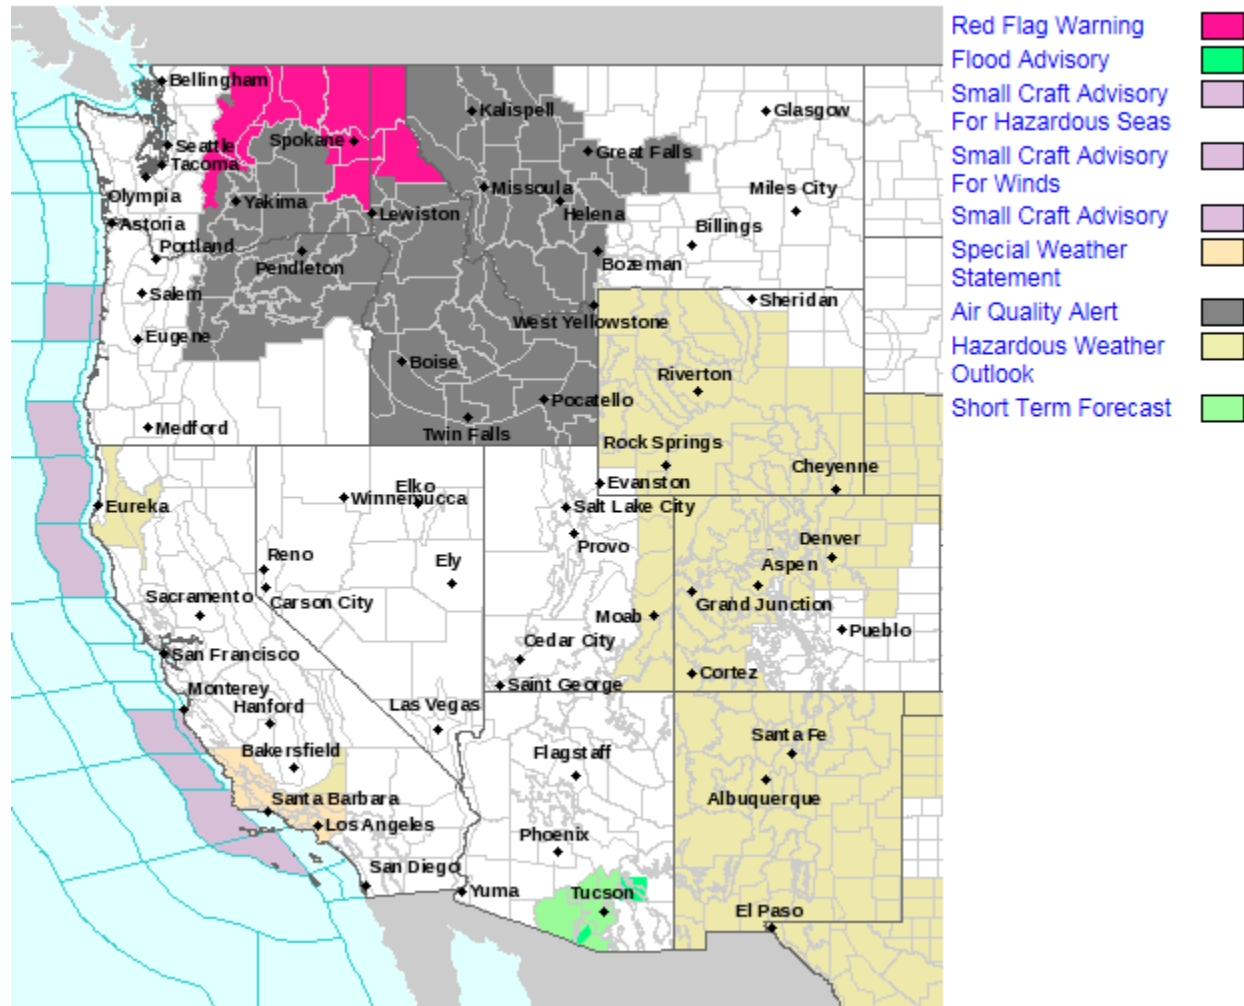 Bellingham
Kalispell
Glasgow
Spokane
Seattle
Great Falls
Tacoma
Missoula
Miles City
Olympia
Yakima
Lewiston
Helena
Astoria
Billings
Portland
Pendleton
Bozeman
Salem
Sheridan
West Yellowstone
Eugene
Boise
Riverton
Pocatello
Medford
Twin Falls
Rock Springs
Cheyenne
Evanston
Elko
Winnemucca
Eureka
Salt Lake City
Provo
Denver
Reno
Ely
Aspen
Sacramento
Carson City
Grand Junction
Moab
Pueblo
Cedar City
San Francisco
Cortez
Saint George
Monterey
Hanford
Las Vegas
Bakersfield
Flagstaff
Santa Fe
Santa Barbara
Albuquerque
Los Angeles
Phoenix
San Diego
Yuma
Tucson
El Paso
Red Flag Warning
Flood Advisory
Small Craft Advisory
For Hazardous Seas
Small Craft Advisory
For Winds
Small Craft Advisory
Special Weather
Statement
Air Quality Alert
Hazardous Weather
Outlook
Short Term Forecast